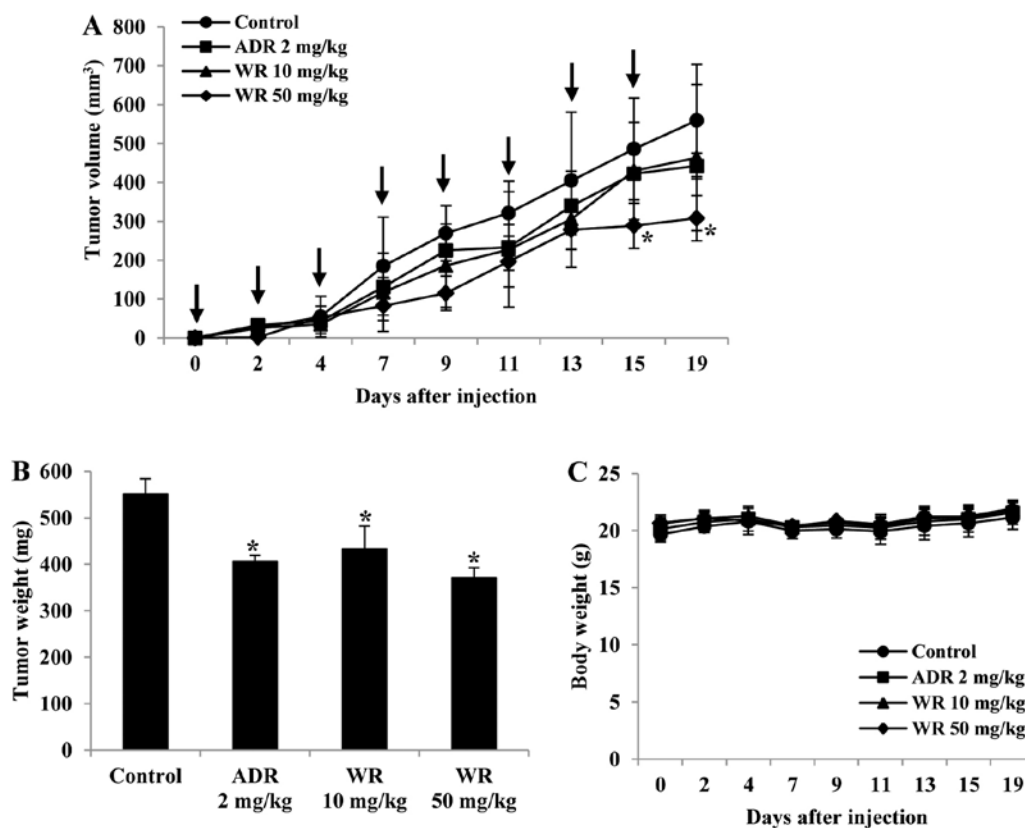 A
Control
ADR 2 mg/kg
WR 10 mg/kg
WR 50 mg/kg
Tumor volume (mm³)
800
700
600
500
400
300
200
100
0
* *
0 2 4 7 9 11 13 15 19
Days after injection
B
Tumor weight (mg)
600
500
400
300
200
100
0
* * *
Control ADR WR WR
2 mg/kg 10 mg/kg 50 mg/kg
C
Body weight (g)
25
20
15
10
5
0
Control
ADR 2 mg/kg
WR 10 mg/kg
WR 50 mg/kg
0 2 4 7 9 11 13 15 19
Days after injection